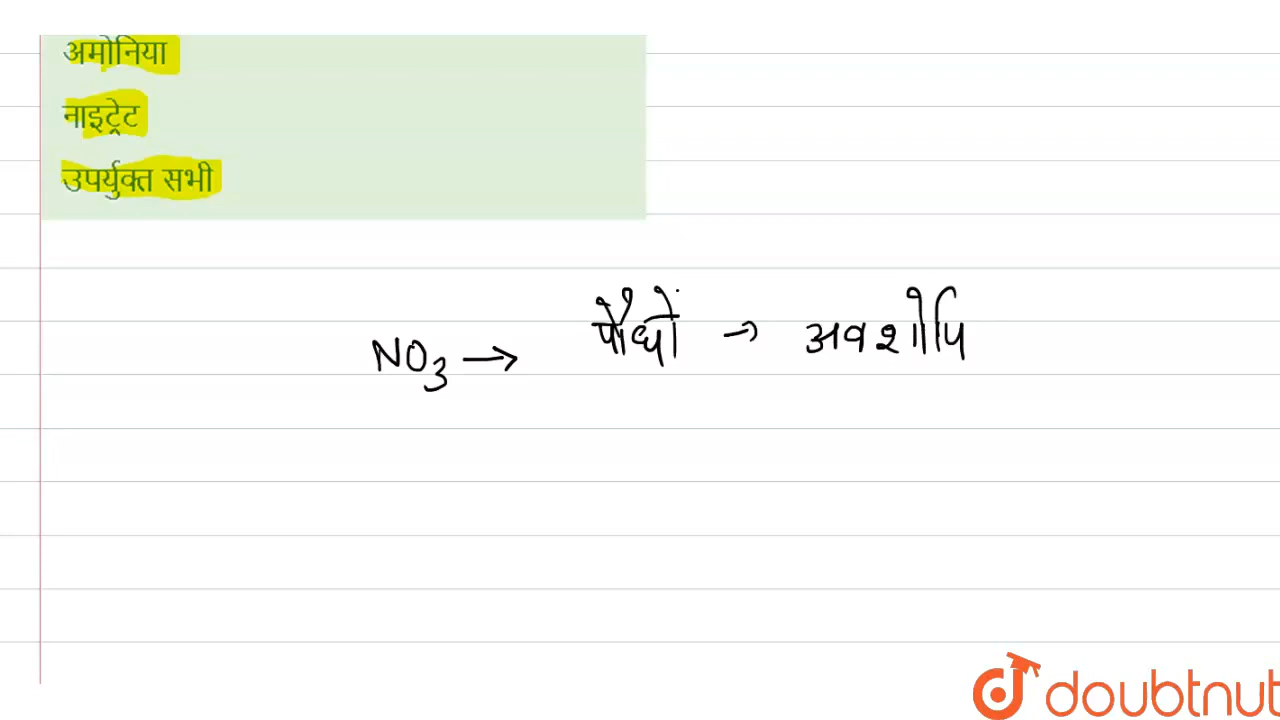 अमोनिया
नाइट्रेट
उपर्युक्त सभी
NO3 → पौधों → अवशोषि
doubtnut